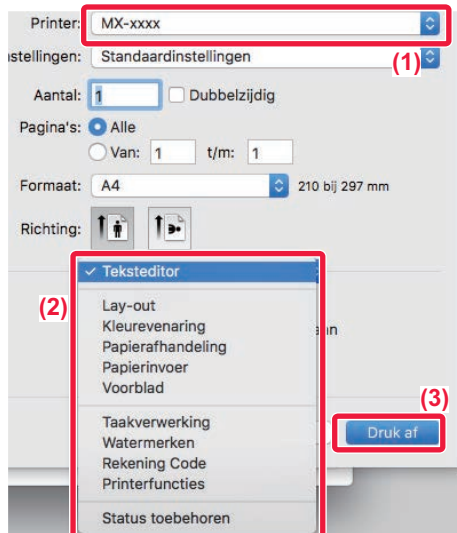 Printer: MX-xxxx
stellingen: Standaardinstellingen
(1)
Aantal: 1 Dubbelzijdig
Pagina's: Alle
Van: 1 t/m: 1
Formaat: A4 210 bij 297 mm
Richting:
✓ Teksteditor
(2)
Lay-out
Kleurevenaring
Papierafhandeling
Papierinvoer
Voorblad
(3)
Druk af
Taakverwerking
Watermerken
Rekening Code
Printerfuncties
Status toebehoren